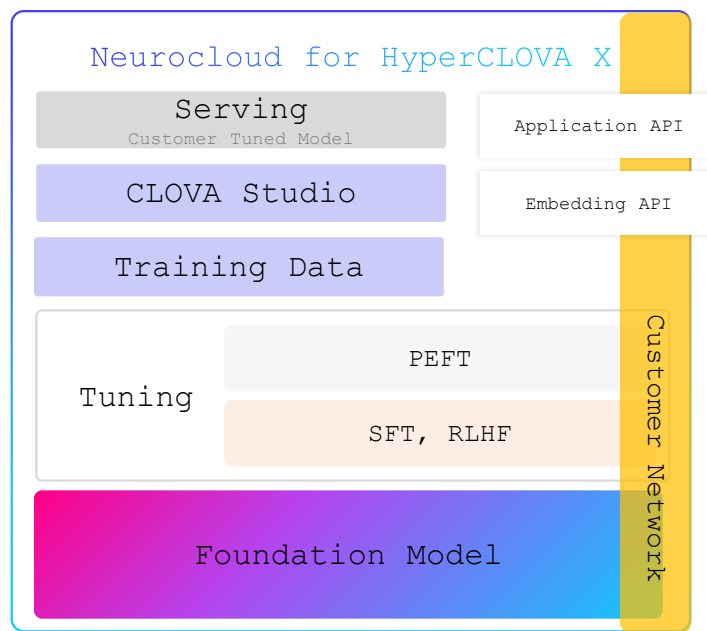 Neurocloud for HyperCLOVA X
Serving
Customer Tuned Model
Application API
CLOVA Studio
Embedding API
Training Data
Tuning
PEFT
SFT, RLHF
Customer Network
Foundation Model